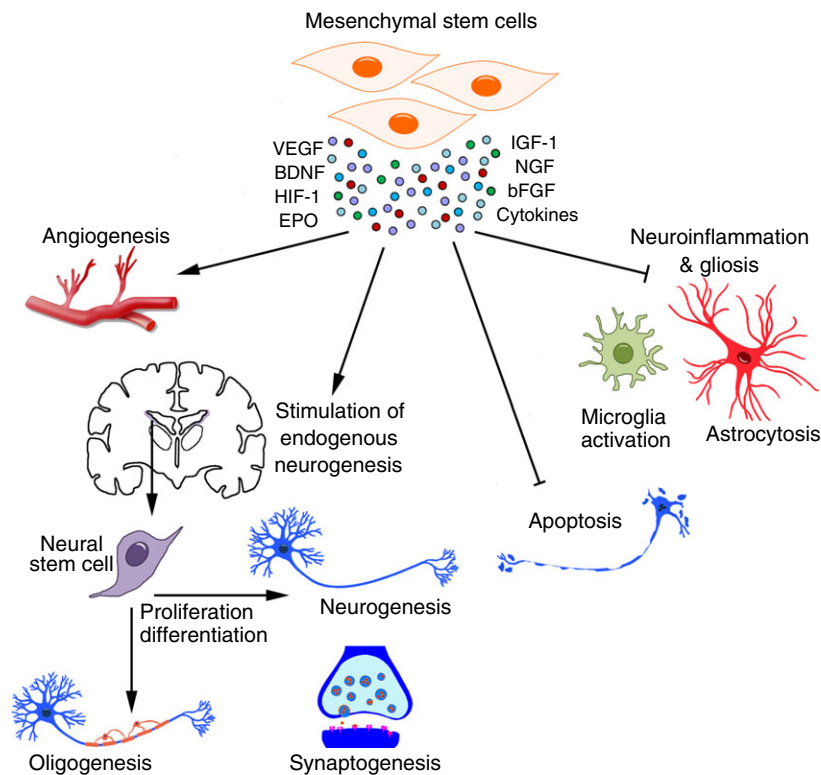 Mesenchymal stem cells
VEGF
BDNF
HIF-1
EPO
IGF-1
NGF
bFGF
Cytokines
Angiogenesis
Neuroinflammation
& gliosis
Microglia
activation
Astrocytosis
Stimulation of
endogenous
neurogenesis
Apoptosis
Neural
stem cell
Proliferation
differentiation
Neurogenesis
Oligogenesis
Synaptogenesis